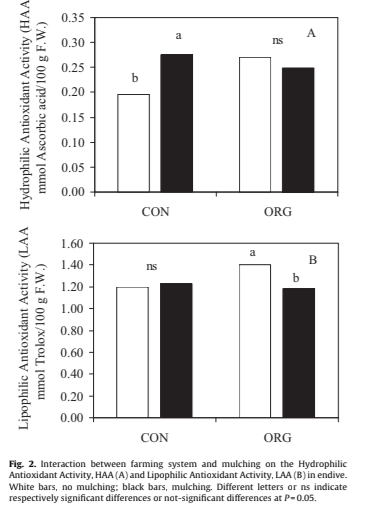 Hydrophilic Antioxidant Activity (HAA
mmol Ascorbic acid/100 g F.W.)
0.35
0.30
0.25
0.20
0.15
0.10
0.05
0.00
b
a
ns
A
CON
ORG
Lipophilic Antioxidant Activity (LAA
mmol Trolox/100 g F.W.)
1.60
1.40
1.20
1.00
0.80
0.60
0.40
0.20
0.00
ns
a
b
B
CON
ORG
Fig. 2. Interaction between farming system and mulching on the Hydrophilic
Antioxidant Activity, HAA (A) and Lipophilic Antioxidant Activity, LAA (B) in endive.
White bars, no mulching; black bars, mulching. Different letters or ns indicate
respectively significant differences or not-significant differences at P = 0.05.